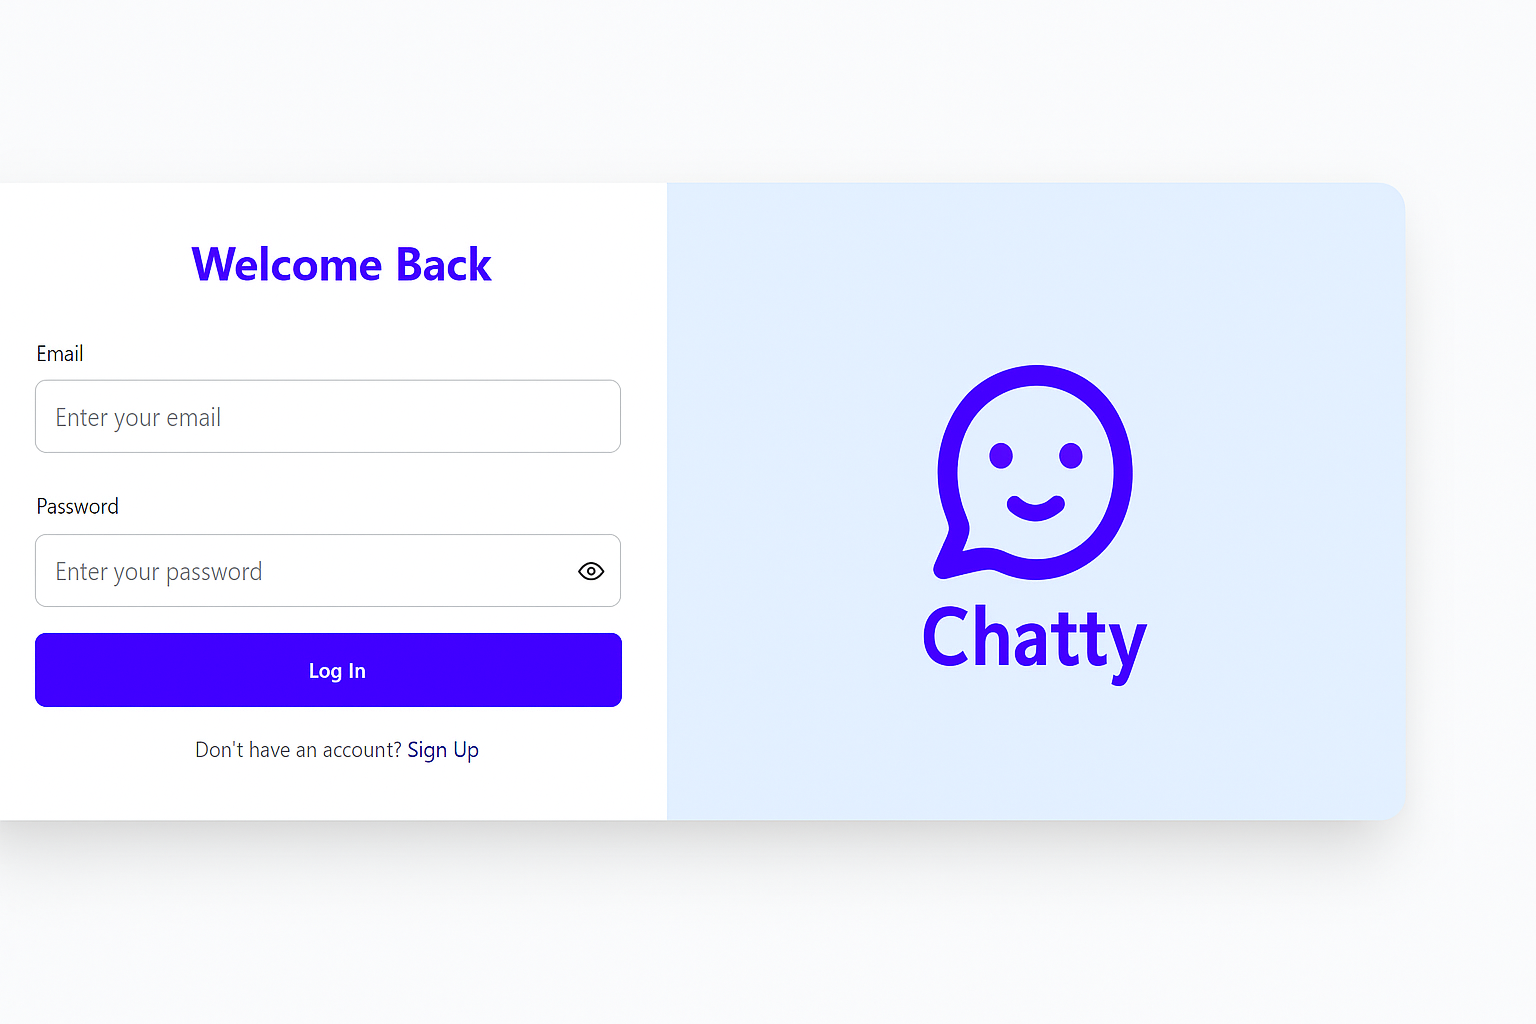 Welcome Back
Email
Enter your email
Password
Enter your password
Log In
Don't have an account? Sign Up
Chatty